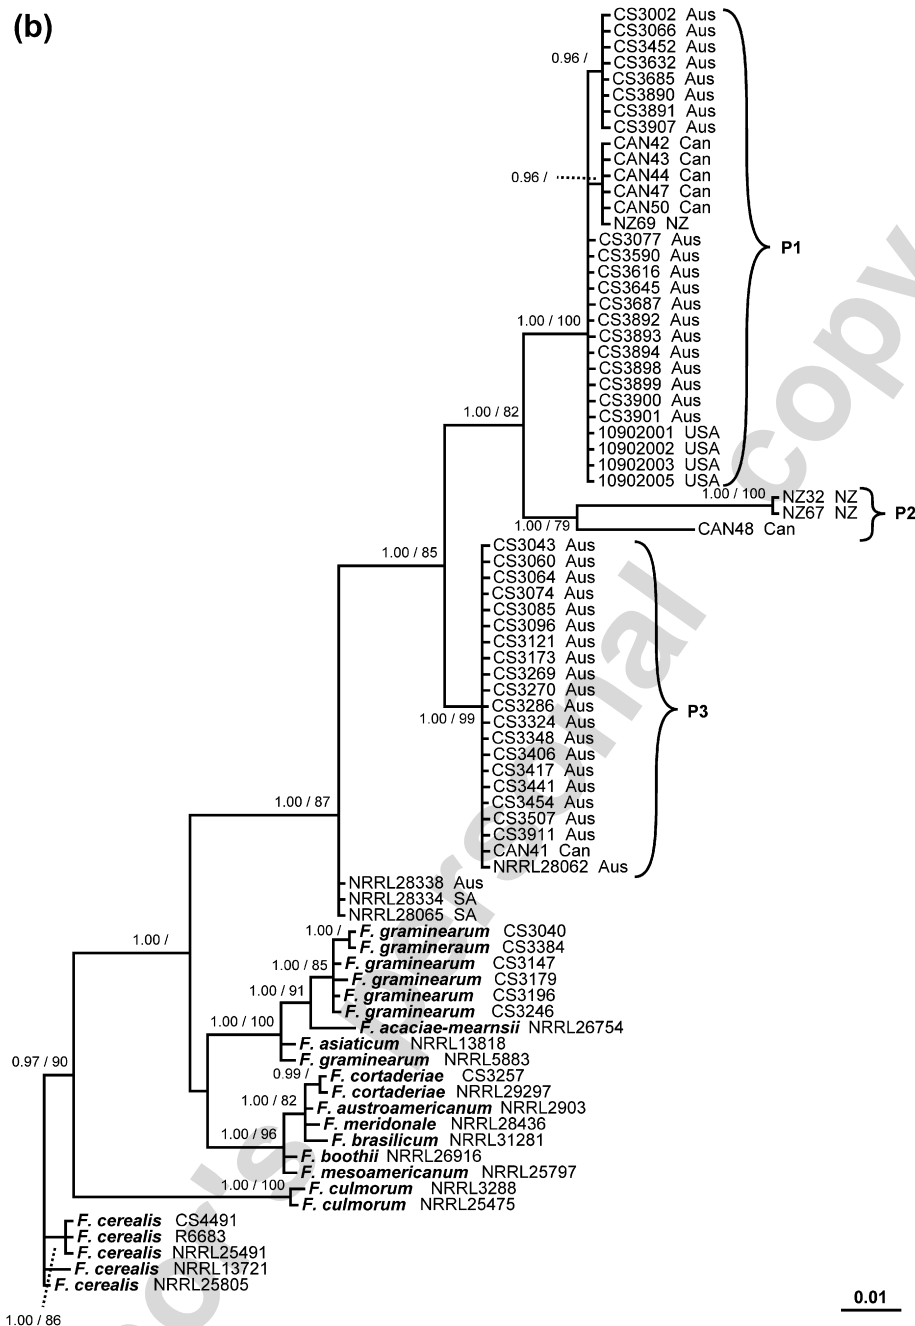 (b)
CS3002 Aus
CS3066 Aus
0.96 /
CS3452 Aus
CS3632 Aus
CS3685 Aus
CS3890 Aus
CS3891 Aus
CS3907 Aus
CAN42 Can
CAN43 Can
0.96 /
CAN44 Can
CAN47 Can
CAN50 Can
NZ69 NZ
CS3077 Aus
P1
CS3590 Aus
CS3616 Aus
CS3645 Aus
CS3687 Aus
1.00 / 100
CS3892 Aus
CS3893 Aus
CS3894 Aus
CS3898 Aus
CS3899 Aus
CS3900 Aus
1.00 / 82
CS3901 Aus
10902001 USA
10902002 USA
10902003 USA
10902005 USA
1.00 / 100
NZ32 NZ
NZ67 NZ
P2
1.00 / 79
CAN48 Can
CS3043 Aus
1.00 / 85
CS3060 Aus
CS3064 Aus
CS3074 Aus
CS3085 Aus
CS3096 Aus
CS3121 Aus
CS3173 Aus
CS3269 Aus
CS3270 Aus
CS3286 Aus
P3
1.00 / 99
CS3324 Aus
CS3348 Aus
CS3406 Aus
CS3417 Aus
CS3441 Aus
1.00 / 87
CS3454 Aus
CS3507 Aus
CS3911 Aus
CAN41 Can
NRRL28062 Aus
NRRL28338 Aus
NRRL28334 SA
NRRL28065 SA
1.00 /
1.00 /
F. graminearum CS3040
F. gramineraum CS3384
1.00 / 85
F. graminearum CS3147
F. graminearum CS3179
1.00 / 91
F. graminearum CS3196
F. graminearum CS3246
1.00 / 100
F. acaciae-mearnsii NRRL26754
F. asiaticum NRRL13818
0.97 / 90
F. graminearum NRRL5883
0.99 /
F. cortaderiae CS3257
F. cortaderiae NRRL29297
1.00 / 82
F. austroamericanum NRRL2903
F. meridonale NRRL28436
1.00 / 96
F. brasilicum NRRL31281
F. boothii NRRL26916
F. mesoamericanum NRRL25797
1.00 / 100
F. culmorum NRRL3288
F. culmorum NRRL25475
F. cerealis CS4491
F. cerealis R6683
F. cerealis NRRL25491
F. cerealis NRRL13721
F. cerealis NRRL25805
1.00 / 86
0.01
personal copy